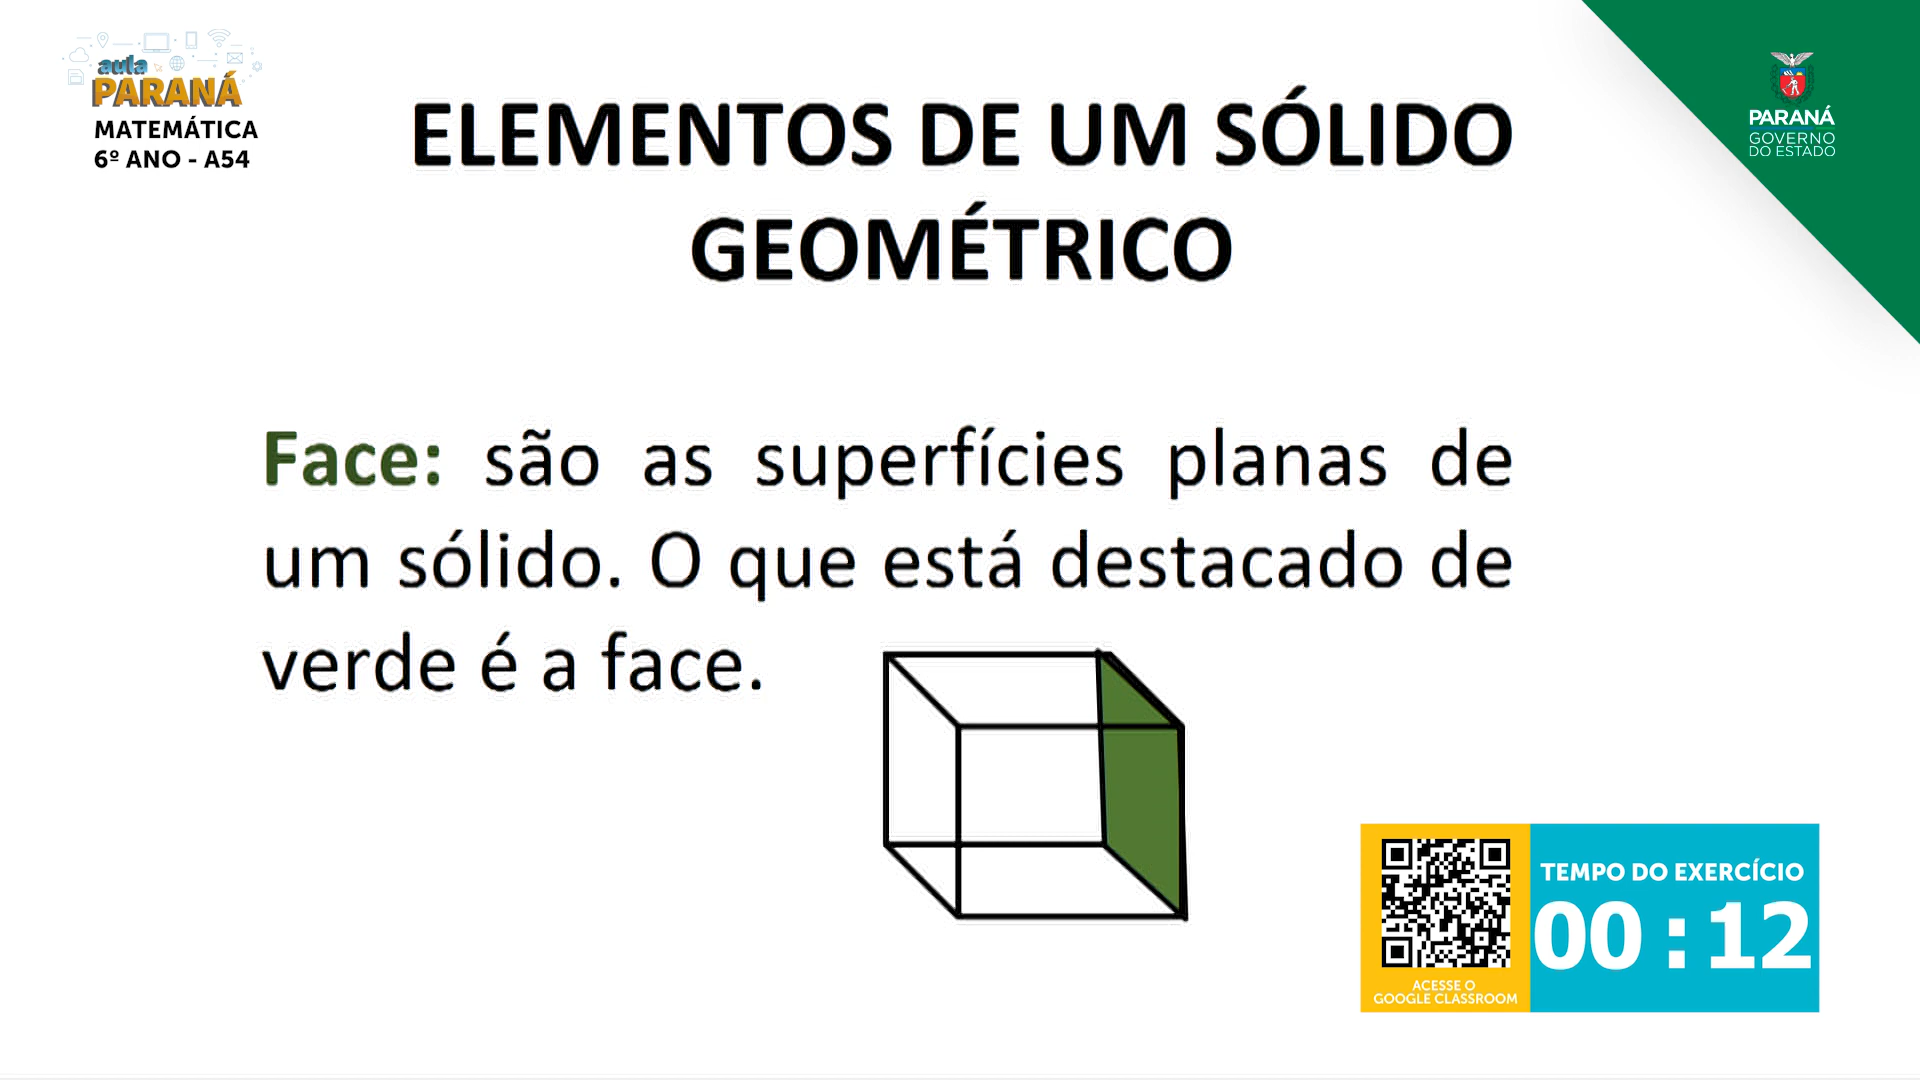 aula
PARANÁ
MATEMÁTICA
6º ANO - A54
PARANÁ
GOVERNO
DO ESTADO
ELEMENTOS DE UM SÓLIDO
GEOMÉTRICO
Face: são as superfícies planas de
um sólido. O que está destacado de
verde é a face.
ACESSE O
GOOGLE CLASSROOM
TEMPO DO EXERCÍCIO
00 : 12